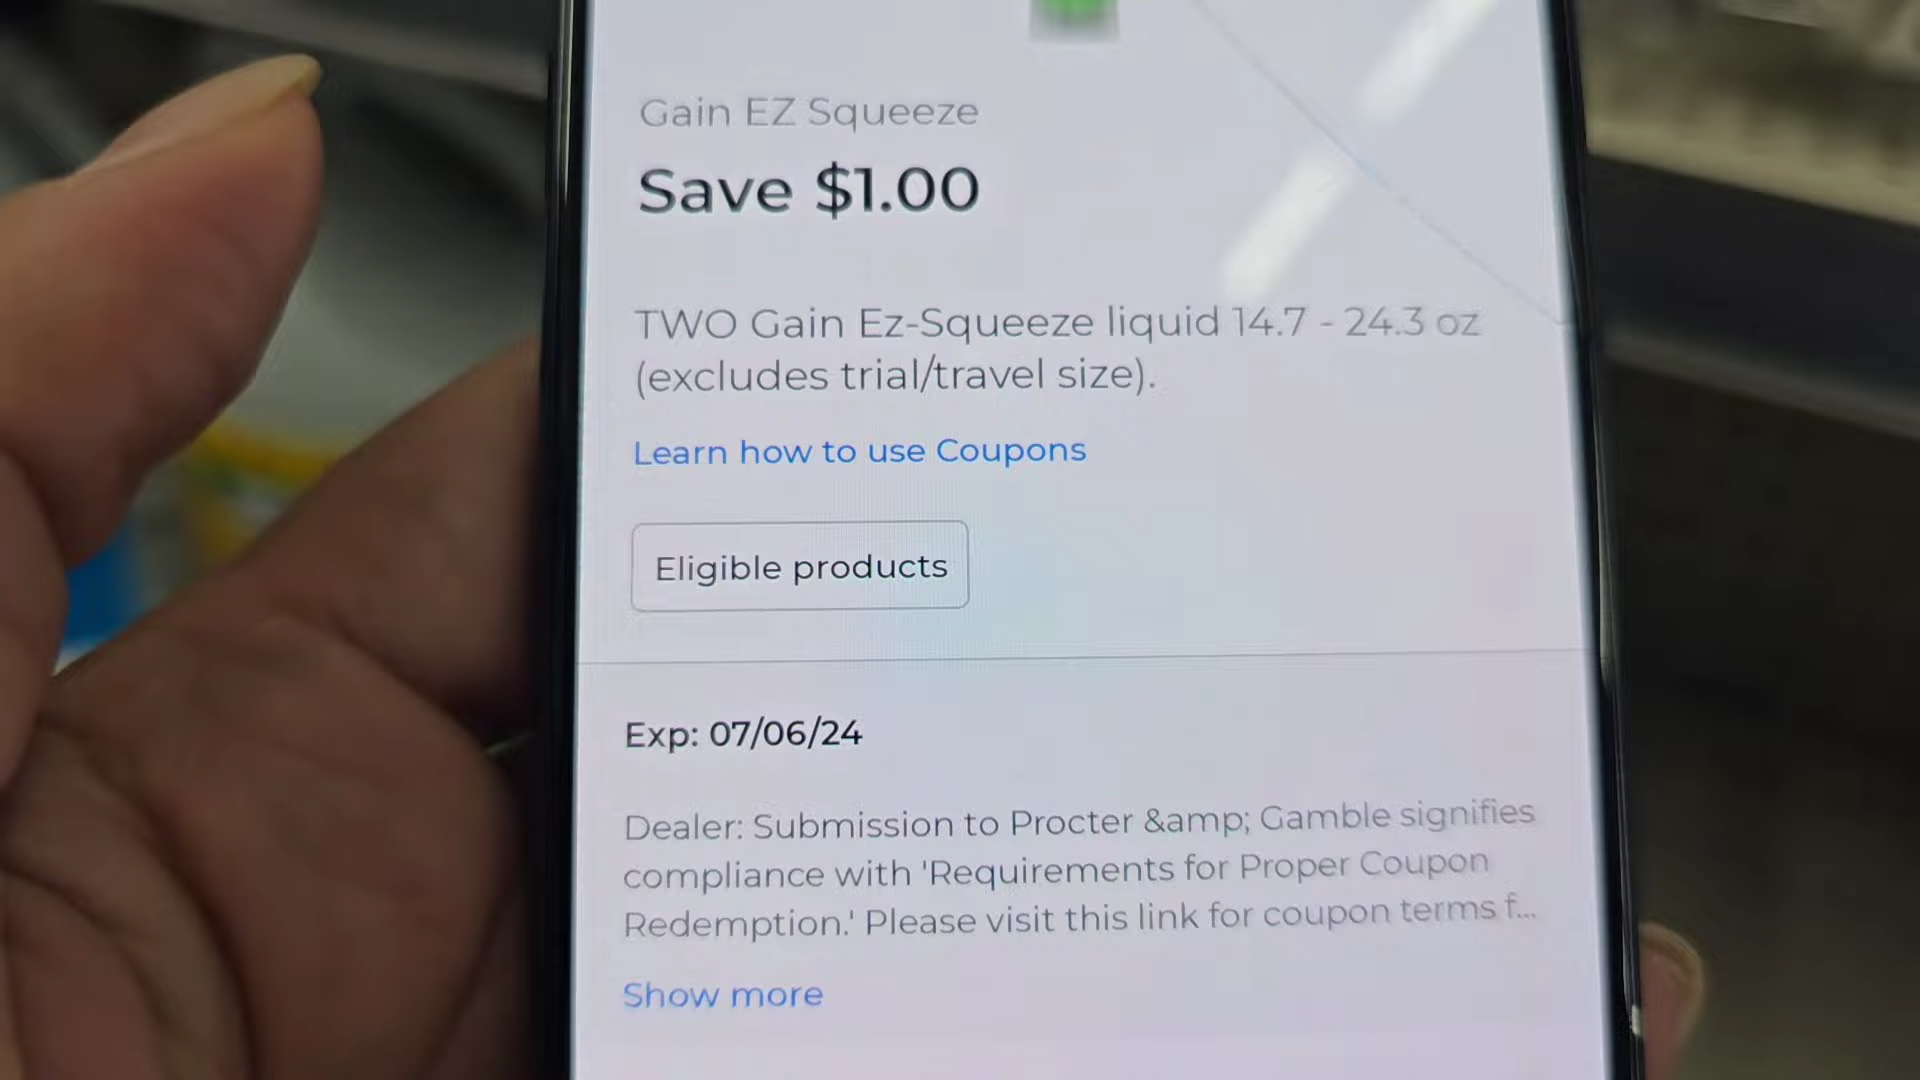 Gain EZ Squeeze
Save $1.00
TWO Gain Ez-Squeeze liquid 14.7 - 24.3 oz
(excludes trial/travel size).
Learn how to use Coupons
Eligible products
Exp: 07/06/24
Dealer: Submission to Procter &amp; Gamble signifies
compliance with 'Requirements for Proper Coupon
Redemption.' Please visit this link for coupon terms f...
Show more